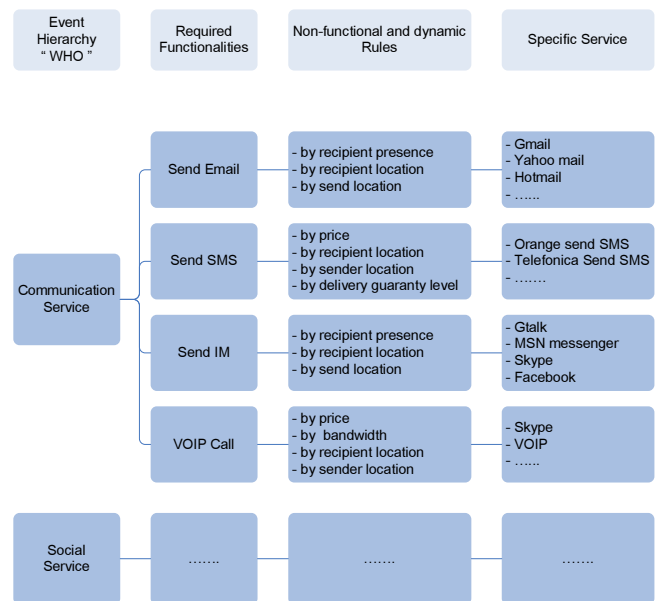 Event
Hierarchy
“ WHO ”
Required
Functionalities
Non-functional and dynamic
Rules
Specific Service
Communication
Service
Send Email
- by recipient presence
- by recipient location
- by send location
- Gmail
- Yahoo mail
- Hotmail
- ......
Send SMS
- by price
- by recipient location
- by sender location
- by delivery guaranty level
- Orange send SMS
- Telefonica Send SMS
- …….
Send IM
- by recipient presence
- by recipient location
- by send location
- Gtalk
- MSN messenger
- Skype
- Facebook
VOIP Call
- by price
- by  bandwidth
- by recipient location
- by sender location
- Skype
- VOIP
- ......
Social
Service
…….
…….
…….